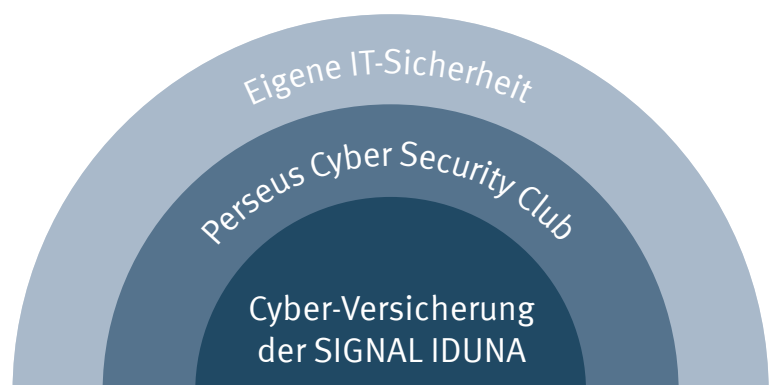 Eigene IT-Sicherheit
Perseus Cyber Security Club
Cyber-Versicherung
der SIGNAL IDUNA